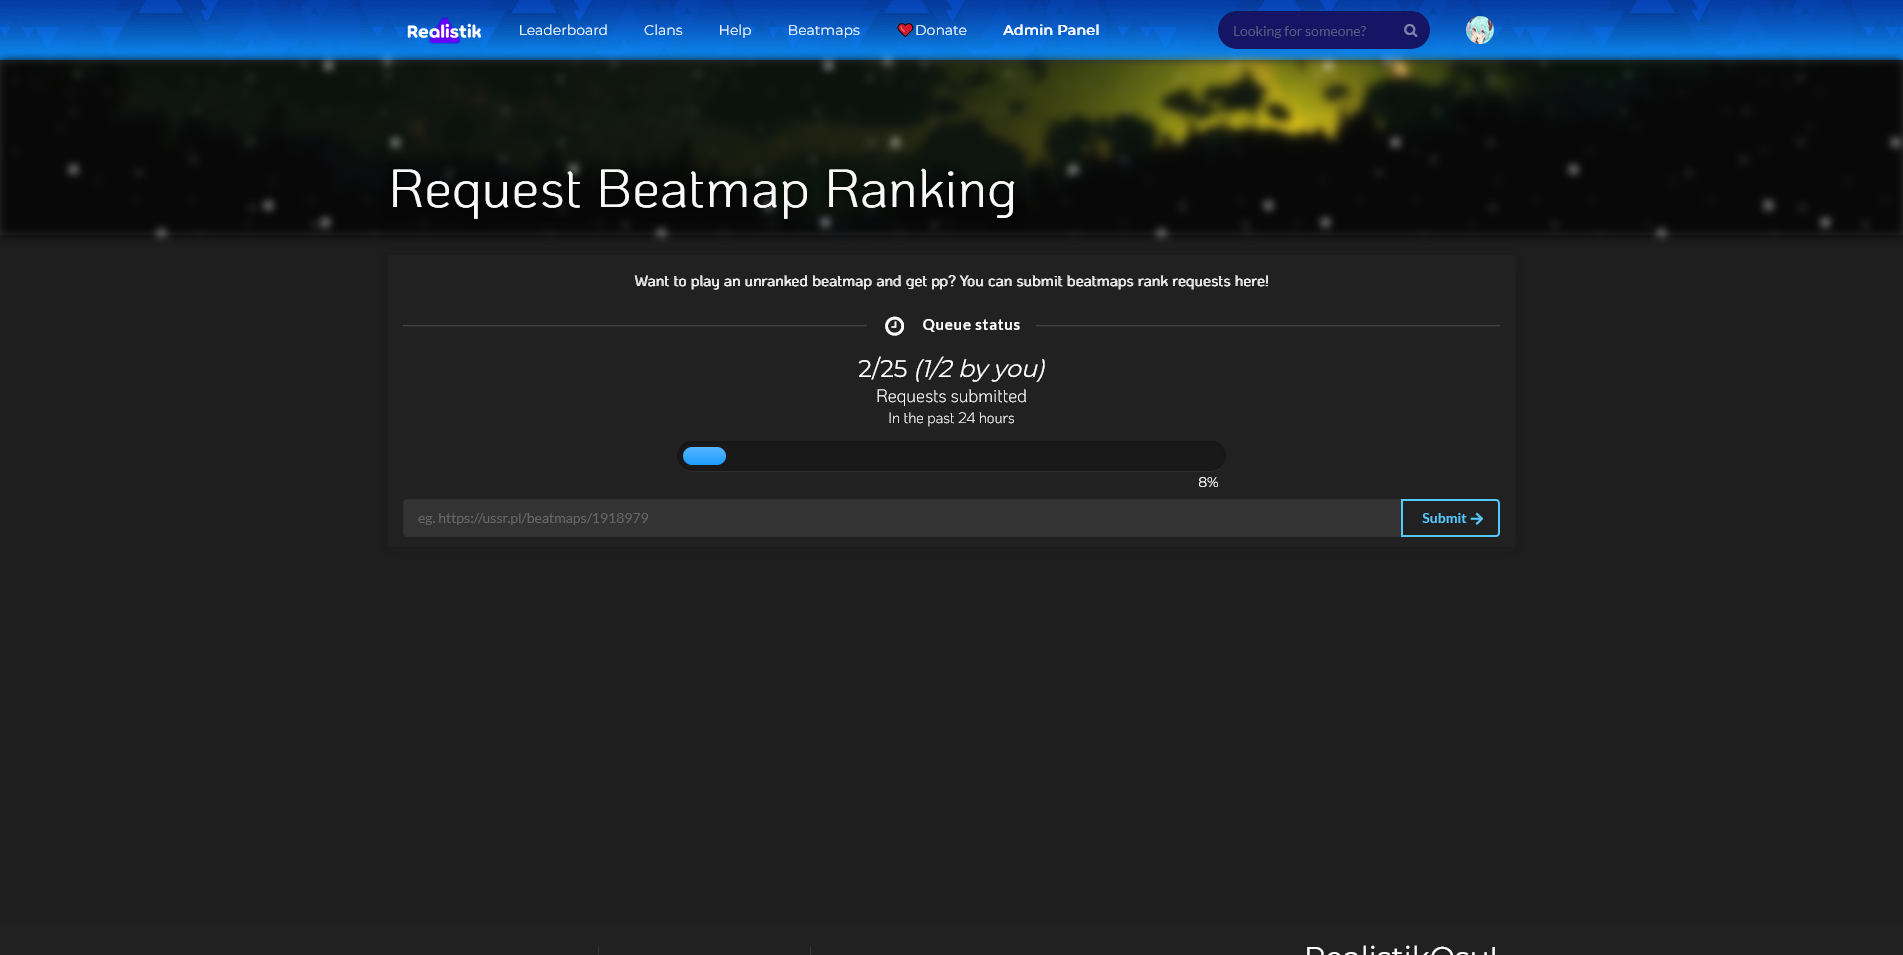 Realistik Leaderboard Clans Help Beatmaps Donate Admin Panel Looking for someone?
Request Beatmap Ranking
Want to play an unranked beatmap and get pp? You can submit beatmaps rank requests here!
Queue status
2/25 (1/2 by you)
Requests submitted
In the past 24 hours
8%
eg. https://ussr.pl/beatmaps/1918979 Submit
RealistikOsu!